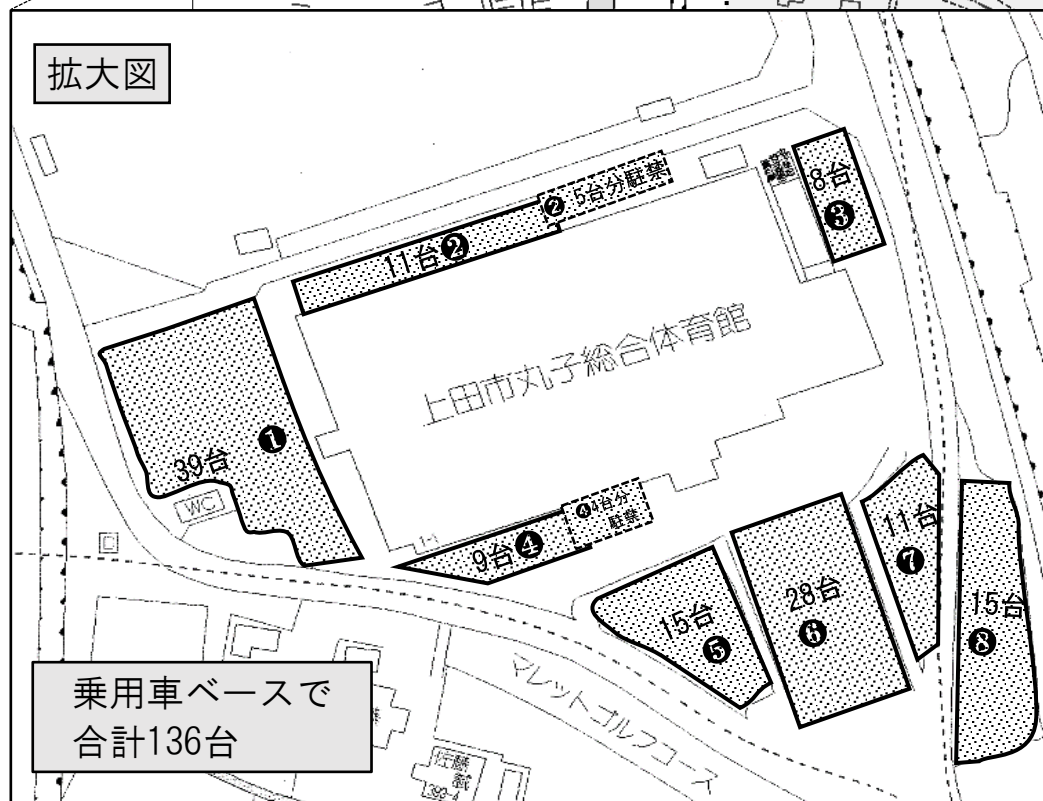 拡大図
❷ 5台分駐禁
11台❷
8台
❸
上田市丸子総合体育館
39台
❶
WC
❹4台分
駐禁
9台❹
15台
❺
28台
❻
11台
❼
15台
❽
マレットゴルフコース
乗用車ベースで
合計136台